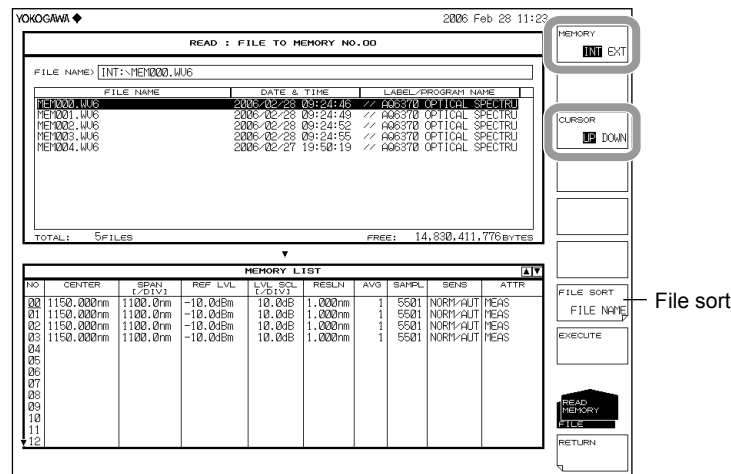 YOKOGAWA ◆ 2006 Feb 28 11:23
READ : FILE TO MEMORY NO.00
FILE NAME> INT:\MEM000.WV6
FILE NAME DATE & TIME LABEL/PROGRAM NAME
MEM000.WV6 2006/02/28 09:24:46 // AQ6370 OPTICAL SPECTRU
MEM001.WV6 2006/02/28 09:24:49 // AQ6370 OPTICAL SPECTRU
MEM002.WV6 2006/02/28 09:24:52 // AQ6370 OPTICAL SPECTRU
MEM003.WV6 2006/02/28 09:24:55 // AQ6370 OPTICAL SPECTRU
MEM004.WV6 2006/02/27 19:50:19 // AQ6370 OPTICAL SPECTRU
TOTAL: 5FILES FREE: 14,830,411,776BYTES
▼
MEMORY LIST ▲▼
NO CENTER SPAN [/DIV] REF LVL LVL SCL [/DIV] RESLN AVG SAMPL SENS ATTR
00 1150.000nm 1100.0nm -10.0dBm 10.0dB 1.000nm 1 5501 NORM/AUT MEAS
01 1150.000nm 1100.0nm -10.0dBm 10.0dB 1.000nm 1 5501 NORM/AUT MEAS
02 1150.000nm 1100.0nm -10.0dBm 10.0dB 1.000nm 1 5501 NORM/AUT MEAS
03 1150.000nm 1100.0nm -10.0dBm 10.0dB 1.000nm 1 5501 NORM/AUT MEAS
04
05
06
07
08
09
10
11
▼12
MEMORY
INT EXT
CURSOR
UP DOWN
FILE SORT
FILE NAME
File sort
EXECUTE
READ
MEMORY
FILE
RETURN